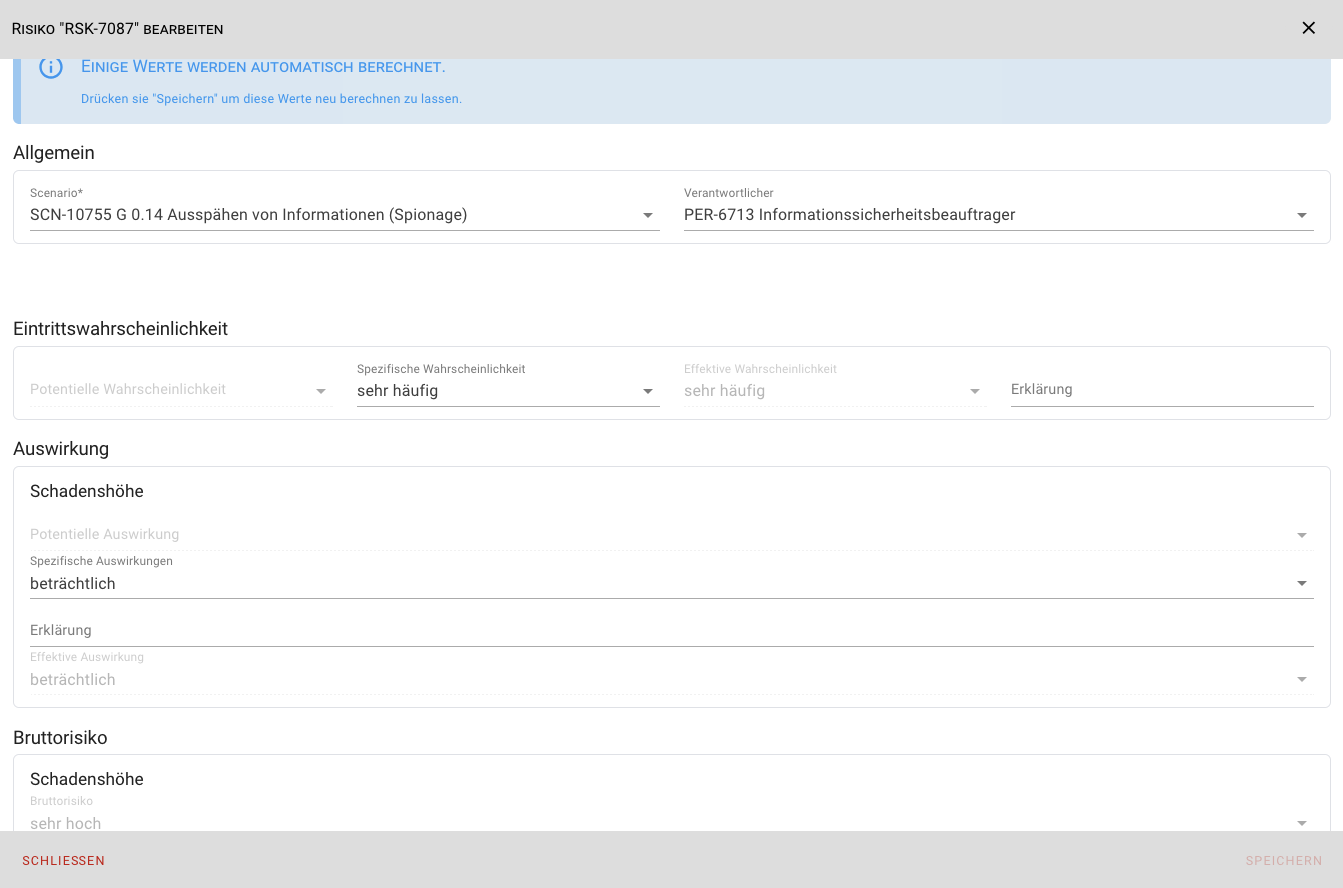 Risiko "RSK-7087" bearbeiten
Einige Werte werden automatisch berechnet.
Drücken sie "Speichern" um diese Werte neu berechnen zu lassen.
Allgemein
Scenario*
SCN-10755 G 0.14 Ausspähen von Informationen (Spionage)
Verantwortlicher
PER-6713 Informationssicherheitsbeauftrager
Eintrittswahrscheinlichkeit
Potentielle Wahrscheinlichkeit
Spezifische Wahrscheinlichkeit
sehr häufig
Effektive Wahrscheinlichkeit
sehr häufig
Erklärung
Auswirkung
Schadenshöhe
Potentielle Auswirkung
Spezifische Auswirkungen
beträchtlich
Erklärung
Effektive Auswirkung
beträchtlich
Bruttorisiko
Schadenshöhe
Bruttorisiko
sehr hoch
SCHLIESSEN
SPEICHERN